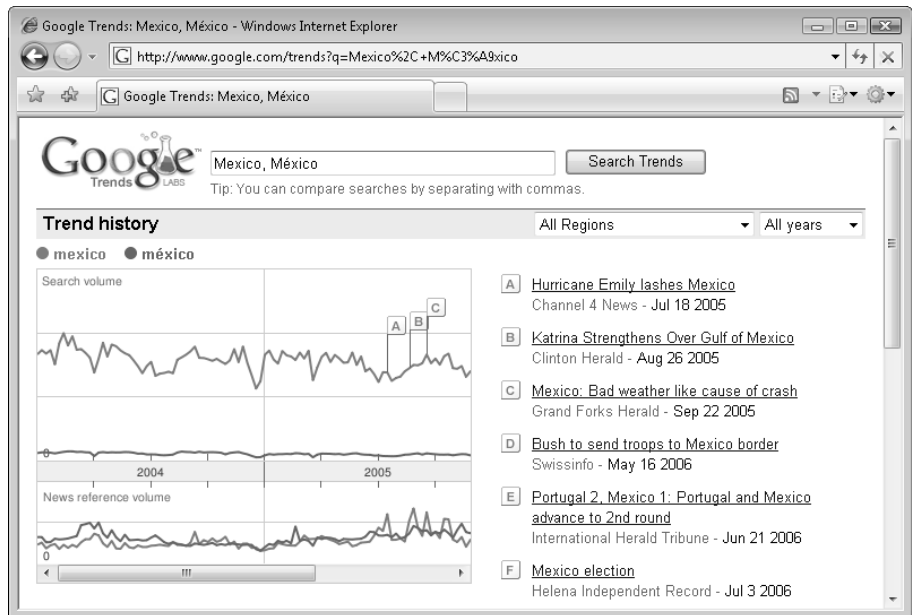 Google Trends: Mexico, México - Windows Internet Explorer
http://www.google.com/trends?q=Mexico%2C+M%C3%A9xico
Google Trends: Mexico, México
Google™
Trends LABS
Mexico, México
Search Trends
Tip: You can compare searches by separating with commas.
Trend history
All Regions
All years
mexico
méxico
Search volume
A
B
C
0
2004
2005
News reference volume
0
A Hurricane Emily lashes Mexico
Channel 4 News - Jul 18 2005
B Katrina Strengthens Over Gulf of Mexico
Clinton Herald - Aug 26 2005
C Mexico: Bad weather like cause of crash
Grand Forks Herald - Sep 22 2005
D Bush to send troops to Mexico border
Swissinfo - May 16 2006
E Portugal 2, Mexico 1: Portugal and Mexico
advance to 2nd round
International Herald Tribune - Jun 21 2006
F Mexico election
Helena Independent Record - Jul 3 2006